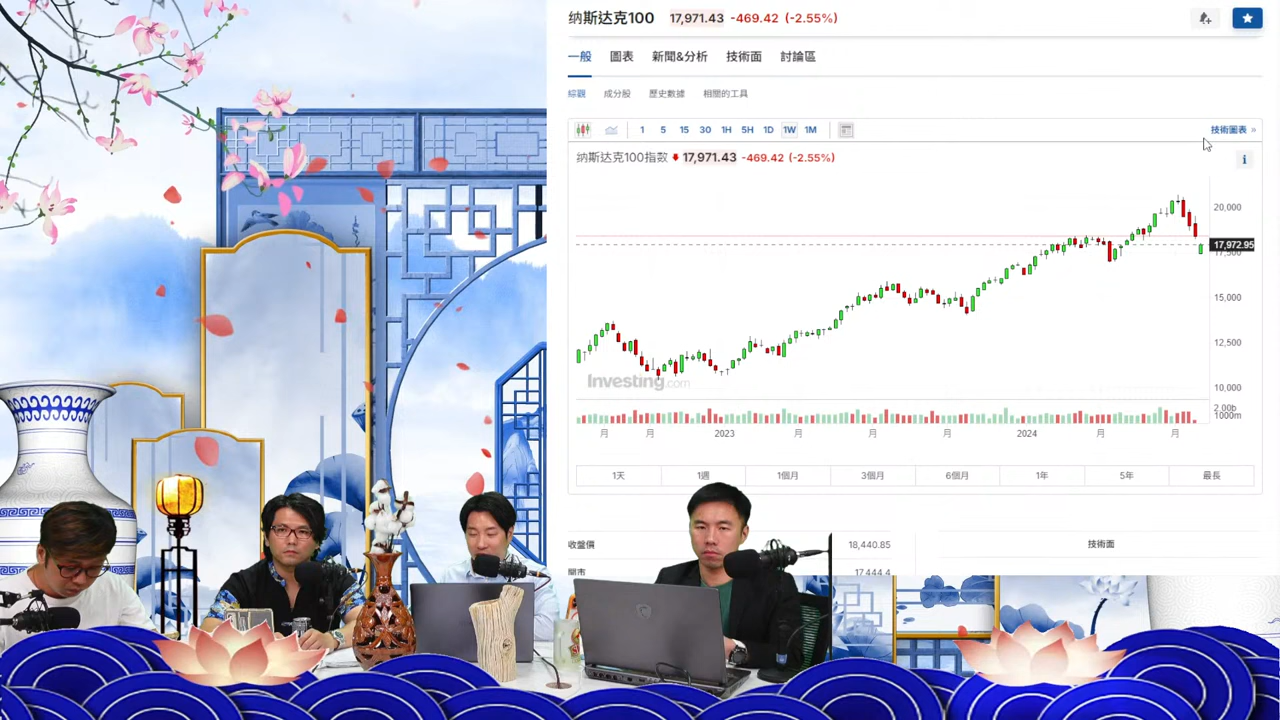 纳斯达克100 17,971.43 -469.42 (-2.55%)
一般 圖表 新聞&分析 技術面 討論區
綜觀 成分股 歷史數據 相關的工具
1 5 15 30 1H 5H 1D 1W 1M 技術圖表 »
纳斯达克100指数 17,971.43 -469.42 (-2.55%)
20,000
17,972.95
17,500
15,000
12,500
10,000
Investing.com
2.00b
1000m
月 月 2023 月 月 月 2024 月 月
1天 1週 1個月 3個月 6個月 1年 5年 最長
收盤價 18,440.85 技術面
開市 17,444.4